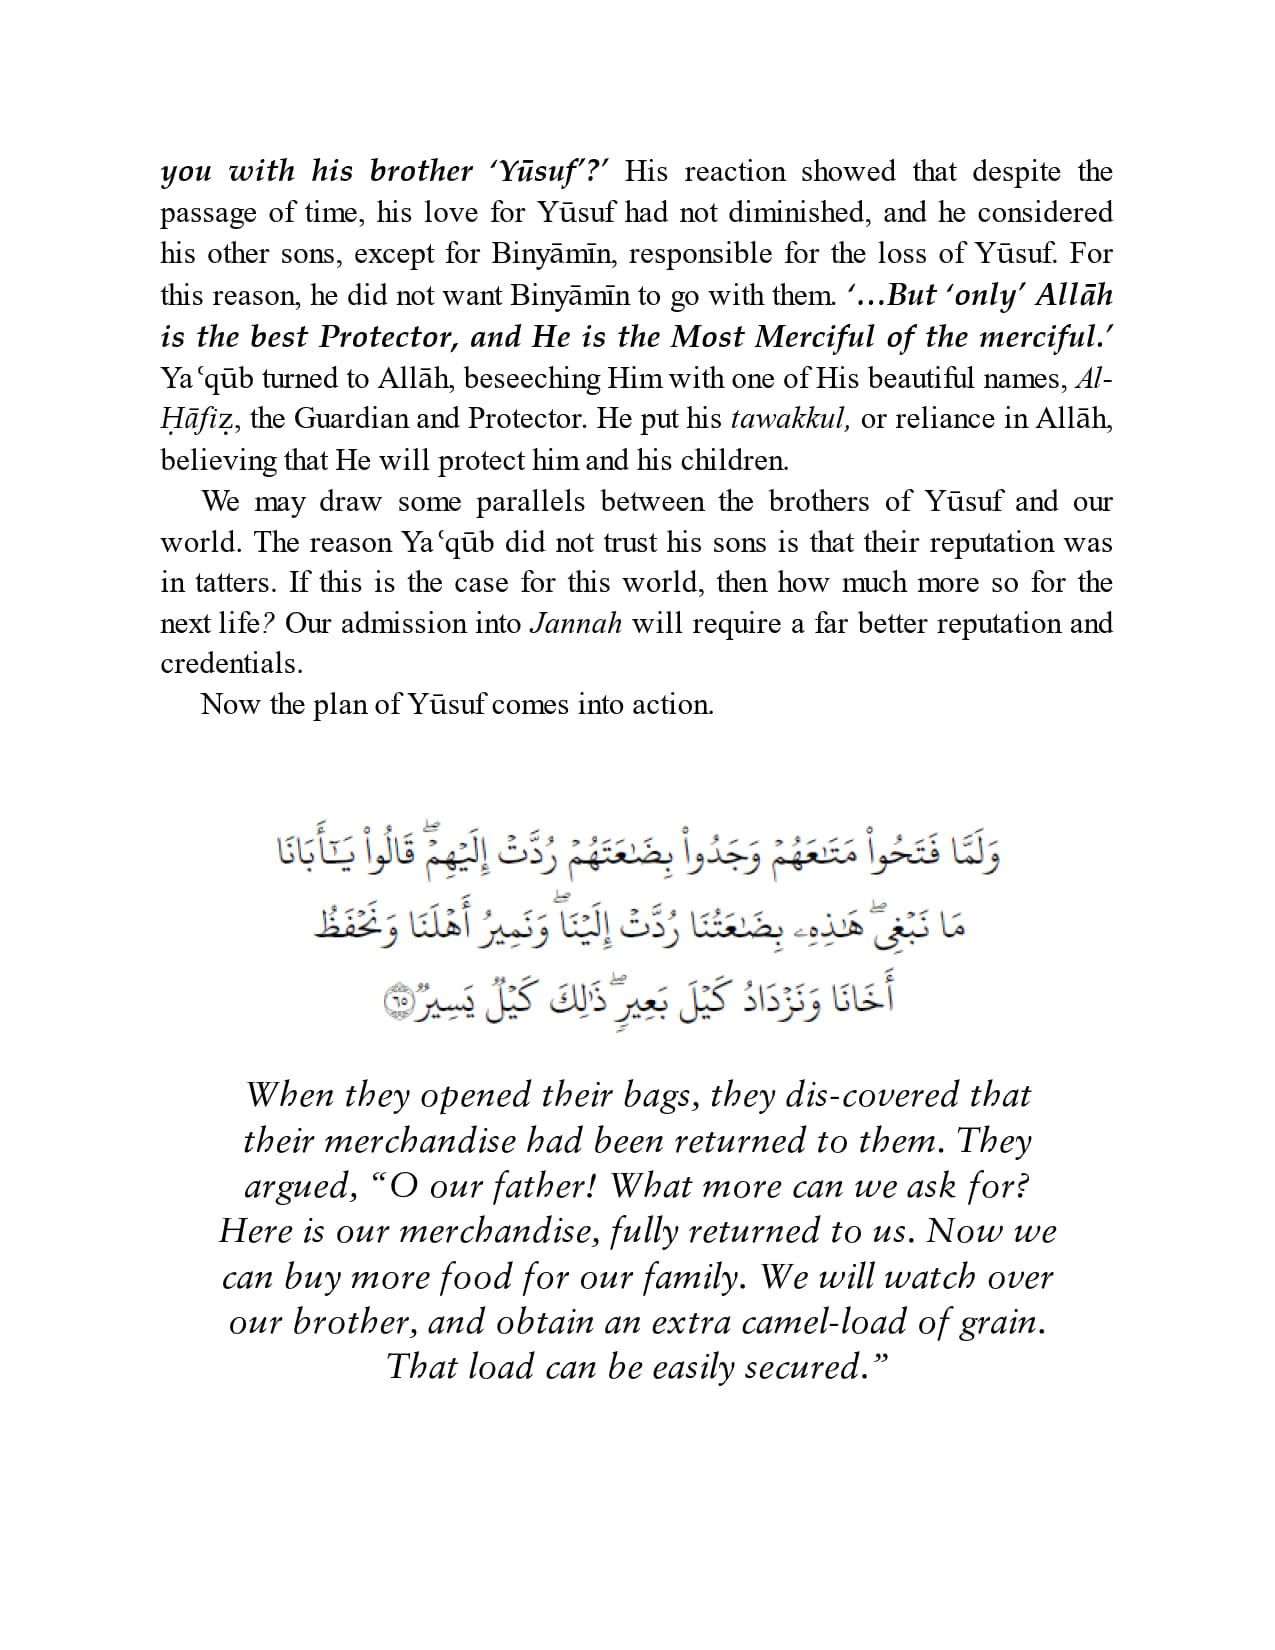 you with his brother ‘Yūsuf’?’ His reaction showed that despite the
passage of time, his love for Yūsuf had not diminished, and he considered
his other sons, except for Binyāmīn, responsible for the loss of Yūsuf. For
this reason, he did not want Binyāmīn to go with them. ‘…But ‘only’ Allāh
is the best Protector, and He is the Most Merciful of the merciful.’
Yaʿqūb turned to Allāh, beseeching Him with one of His beautiful names, Al-
Ḥāfiẓ, the Guardian and Protector. He put his tawakkul, or reliance in Allāh,
believing that He will protect him and his children.
We may draw some parallels between the brothers of Yūsuf and our
world. The reason Yaʿqūb did not trust his sons is that their reputation was
in tatters. If this is the case for this world, then how much more so for the
next life? Our admission into Jannah will require a far better reputation and
credentials.
Now the plan of Yūsuf comes into action.
وَلَمَّا فَتَحُوا۟ مَتَـٰعَهُمْ وَجَدُوا۟ بِضَـٰعَتَهُمْ رُدَّتْ إِلَيْهِمْ ۖ قَالُوا۟ يَـٰٓأَبَانَا
مَا نَبْغِى ۖ هَـٰذِهِۦ بِضَـٰعَتُنَا رُدَّتْ إِلَيْنَا ۖ وَنَمِيرُ أَهْلَنَا وَنَحْفَظُ
أَخَانَا وَنَزْدَادُ كَيْلَ بَعِيرٍ ۖ ذَٰلِكَ كَيْلٌ يَسِيرٌ ٦٥
When they opened their bags, they dis-covered that
their merchandise had been returned to them. They
argued, “O our father! What more can we ask for?
Here is our merchandise, fully returned to us. Now we
can buy more food for our family. We will watch over
our brother, and obtain an extra camel-load of grain.
That load can be easily secured.”